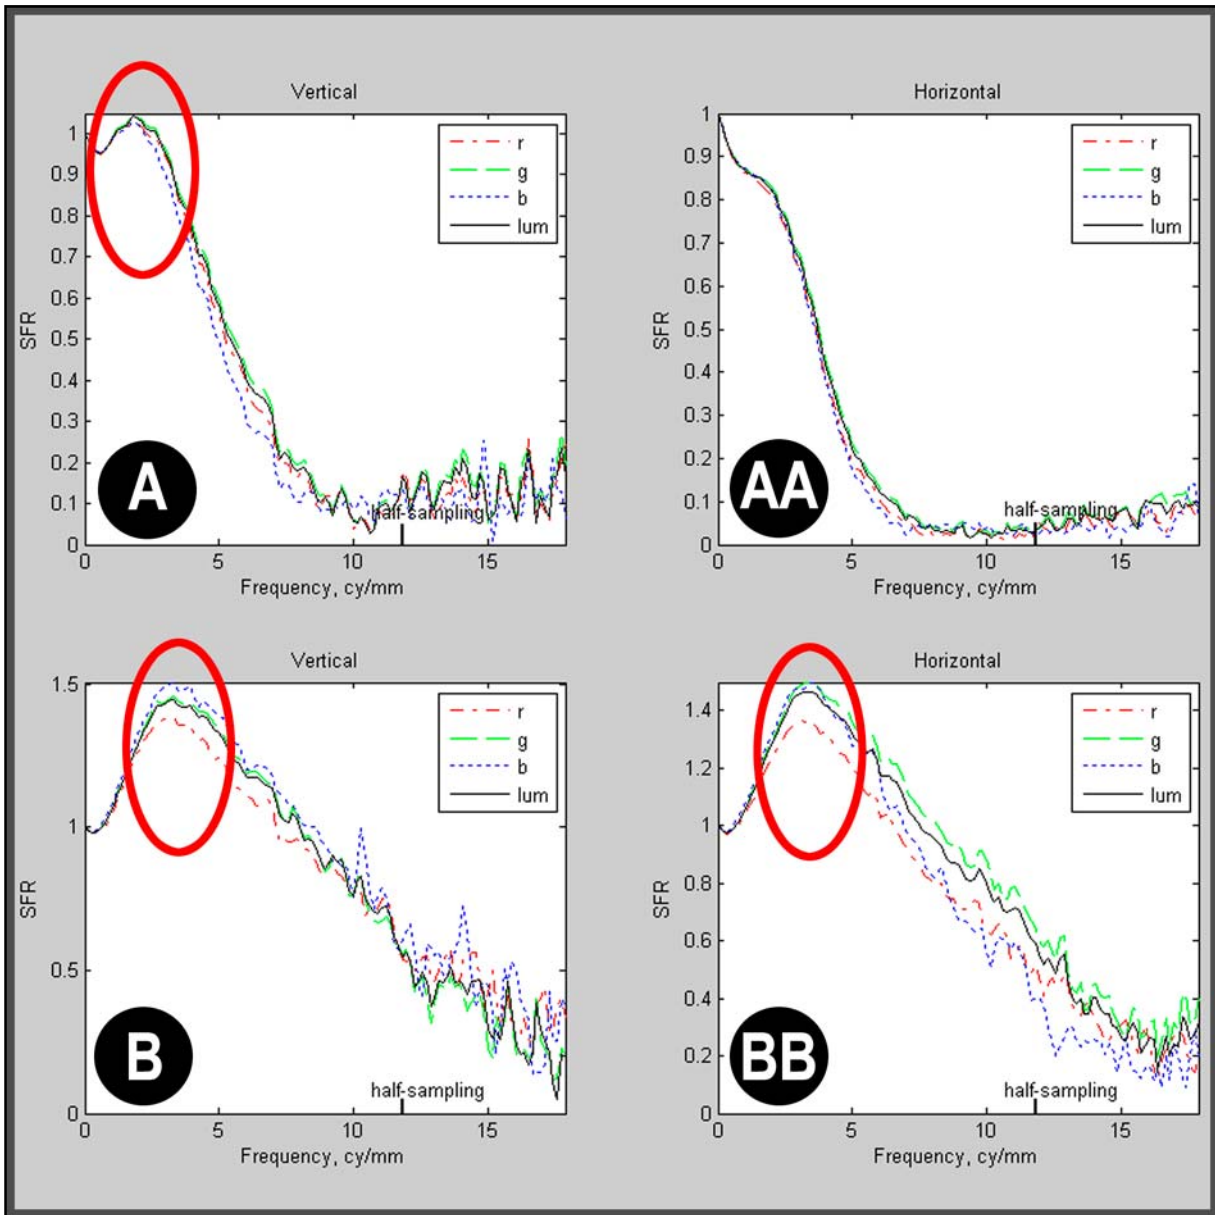 Vertical
1
0.9
0.8
0.7
0.6
0.5
0.4
0.3
0.2
0.1
0
SFR
r
g
b
lum
A
half-sampling
0 5 10 15
Frequency, cy/mm
Horizontal
1
0.9
0.8
0.7
0.6
0.5
0.4
0.3
0.2
0.1
0
SFR
r
g
b
lum
AA
half-sampling
0 5 10 15
Frequency, cy/mm
Vertical
1.5
1
0.5
0
SFR
r
g
b
lum
B
half-sampling
0 5 10 15
Frequency, cy/mm
Horizontal
1.4
1.2
1
0.8
0.6
0.4
0.2
0
SFR
r
g
b
lum
BB
half-sampling
0 5 10 15
Frequency, cy/mm